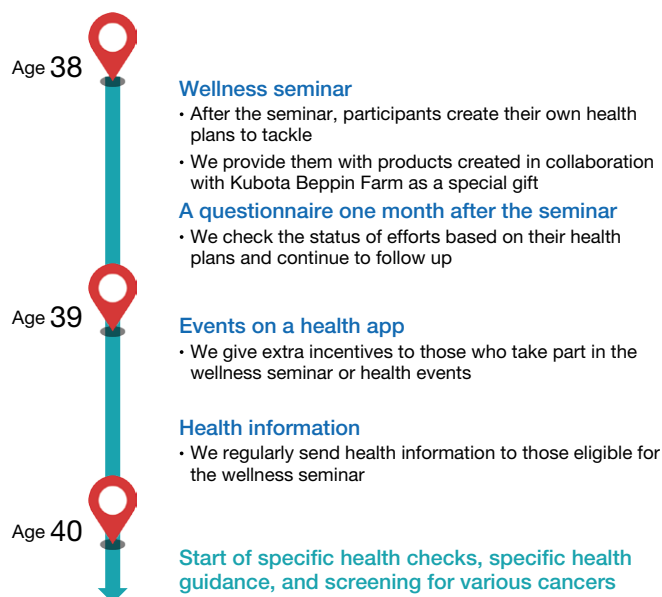 Age 38
Wellness seminar
• After the seminar, participants create their own health
plans to tackle
• We provide them with products created in collaboration
with Kubota Beppin Farm as a special gift
A questionnaire one month after the seminar
• We check the status of efforts based on their health
plans and continue to follow up
Age 39
Events on a health app
• We give extra incentives to those who take part in the
wellness seminar or health events
Health information
• We regularly send health information to those eligible for
the wellness seminar
Age 40
Start of specific health checks, specific health
guidance, and screening for various cancers